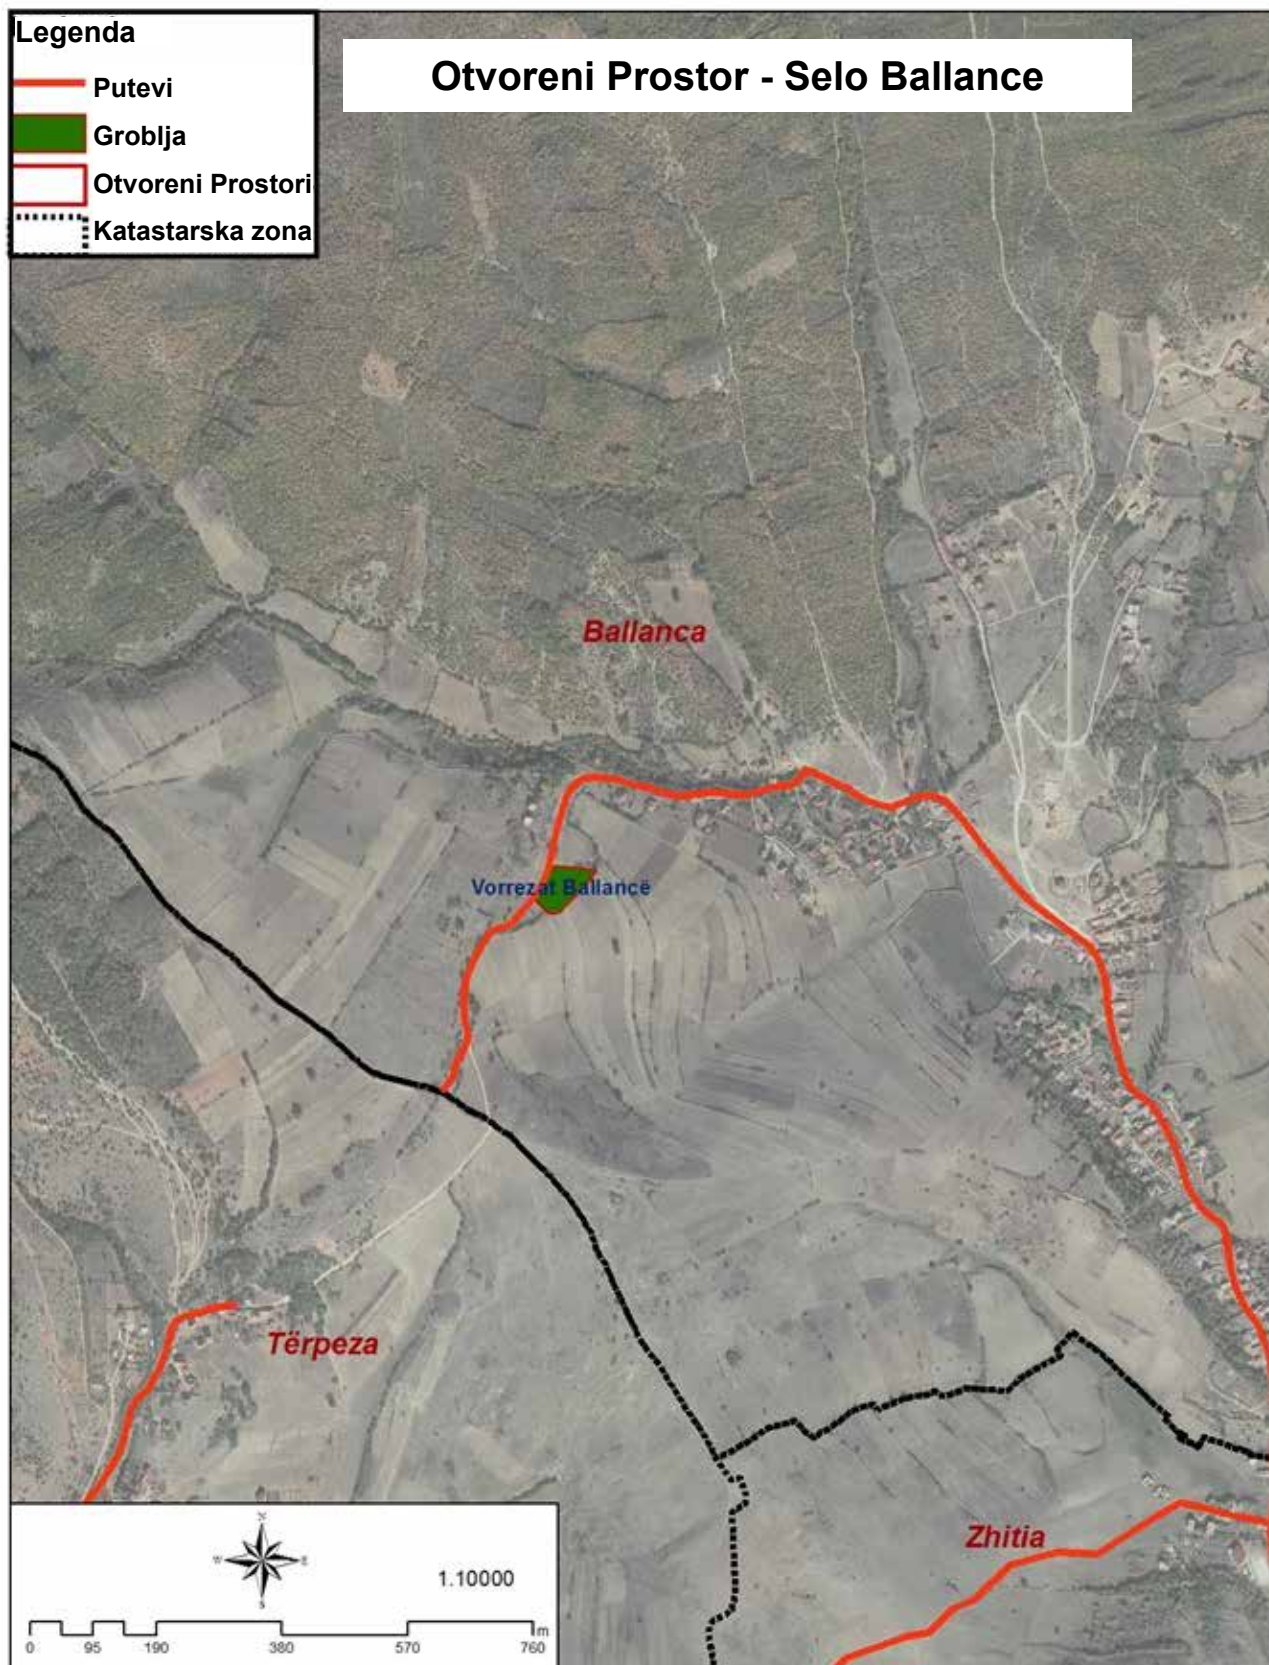 Legenda
Putevi
Groblja
Otvoreni Prostori
Katastarska zona
Otvoreni Prostor - Selo Ballance
Ballanca
Vorrezat Ballancë
Tërpeza
Zhitia
N
W E
S
1.10000
m
0 95 190 380 570 760